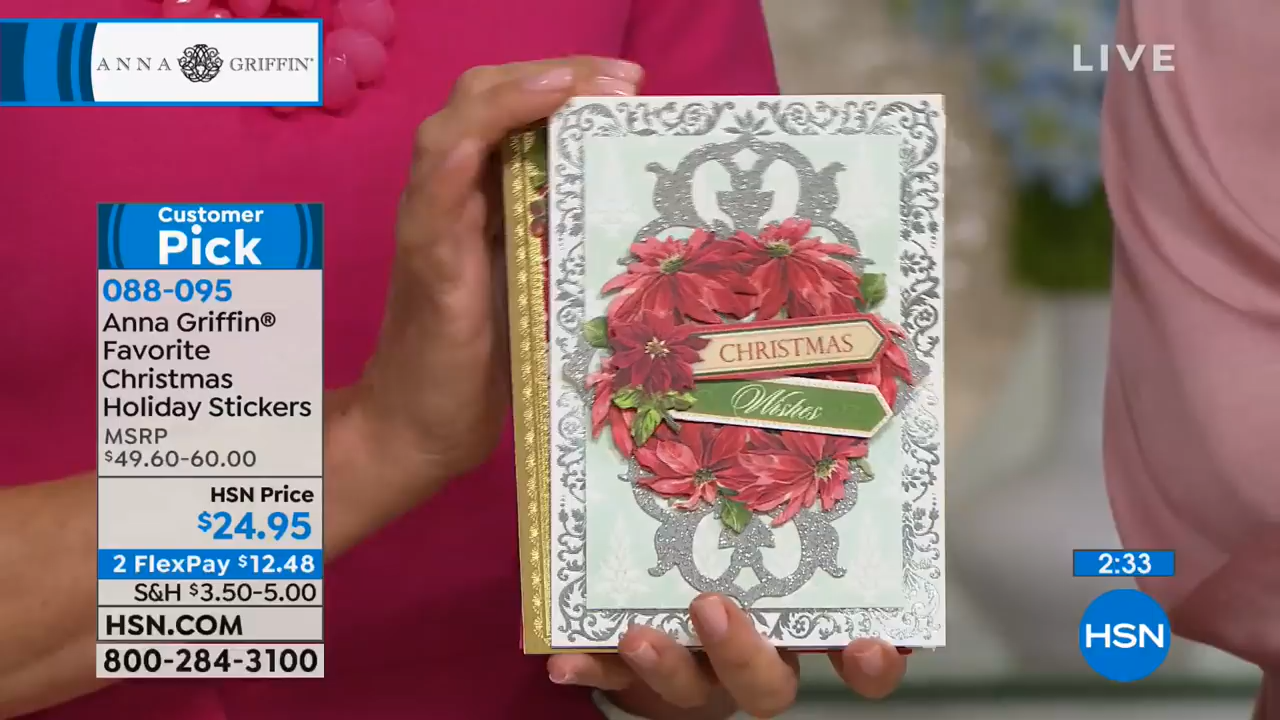 ANNA GRIFFIN®
LIVE
Customer
Pick
088-095
Anna Griffin®
Favorite
Christmas
Holiday Stickers
MSRP
$49.60-60.00
HSN Price
$24.95
2 FlexPay $12.48
S&H $3.50-5.00
HSN.COM
800-284-3100
CHRISTMAS
Wishes
2:33
HSN